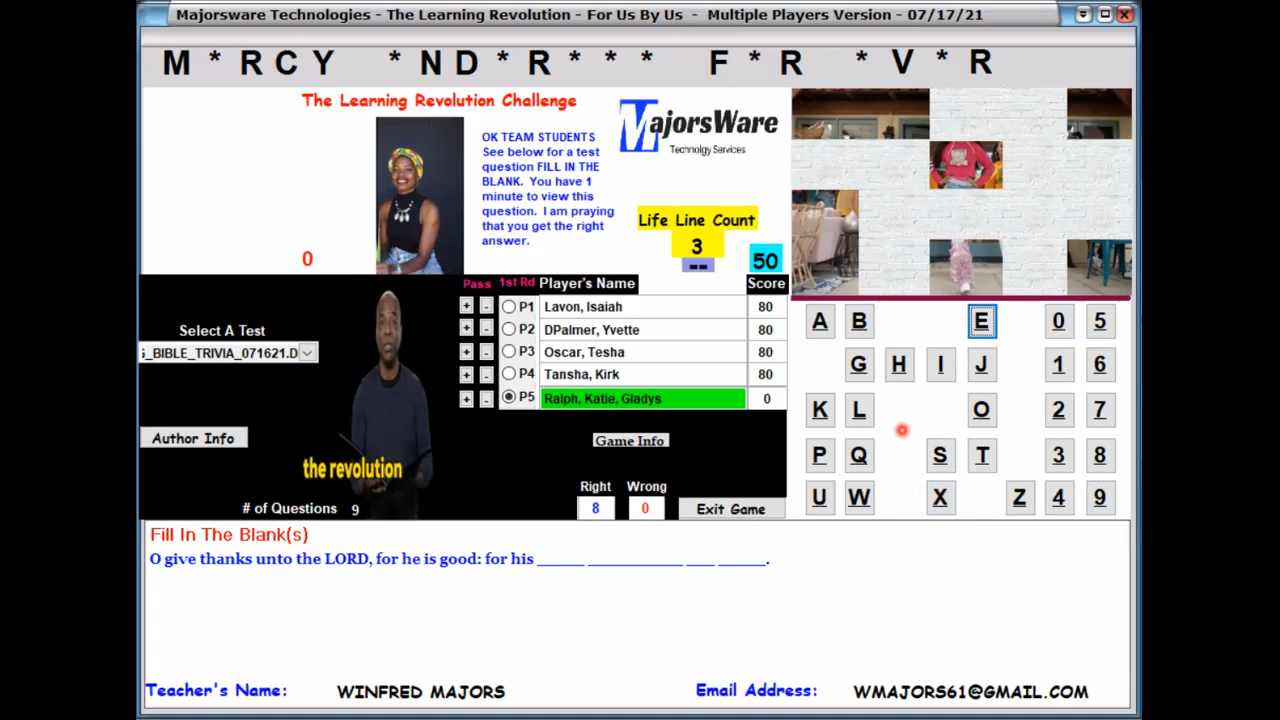 Majorsware Technologies - The Learning Revolution - For Us By Us - Multiple Players Version - 07/17/21
M * R C Y * N D * R * * * F * R * V * R
The Learning Revolution Challenge
OK TEAM STUDENTS
See below for a test
question FILL IN THE
BLANK. You have 1
minute to view this
question. I am praying
that you get the right
answer.
MajorsWare
Technolgy Services
Life Line Count
3
--
50
0
Pass 1st Rd Player's Name Score
+ - P1 Lavon, Isaiah 80
+ - P2 DPalmer, Yvette 80
+ - P3 Oscar, Tesha 80
+ - P4 Tansha, Kirk 80
+ - P5 Ralph, Katie, Gladys 0
Select A Test
_BIBLE_TRIVIA_071621.D
Author Info
the revolution
# of Questions 9
Game Info
Right Wrong
8 0
Exit Game
A B E 0 5
G H I J 1 6
K L O 2 7
P Q S T 3 8
U W X Z 4 9
Fill In The Blank(s)
O give thanks unto the LORD, for he is good: for his ______ ____________ ____ ______.
Teacher's Name: WINFRED MAJORS Email Address: WMAJORS61@GMAIL.COM